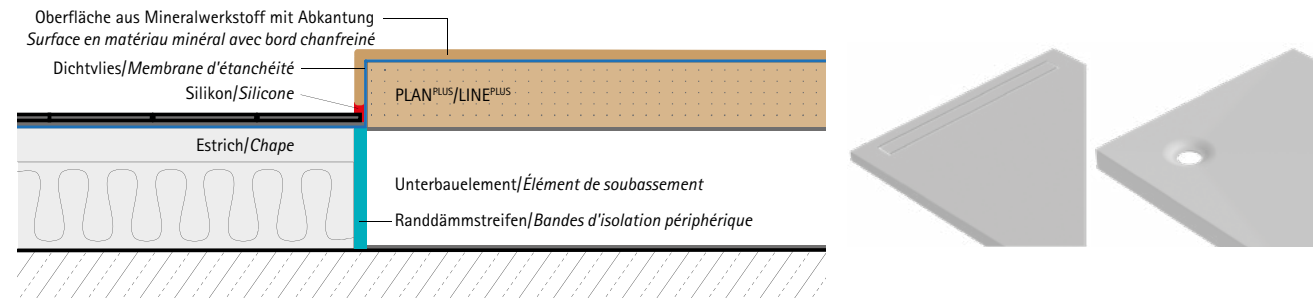 Oberfläche aus Mineralwerkstoff mit Abkantung
Surface en matériau minéral avec bord chanfreiné
Dichtvlies/Membrane d'étanchéité
Silikon/Silicone
PLANPLUS/LINEPLUS
Estrich/Chape
Unterbauelement/Élément de soubassement
Randdämmstreifen/Bandes d'isolation périphérique